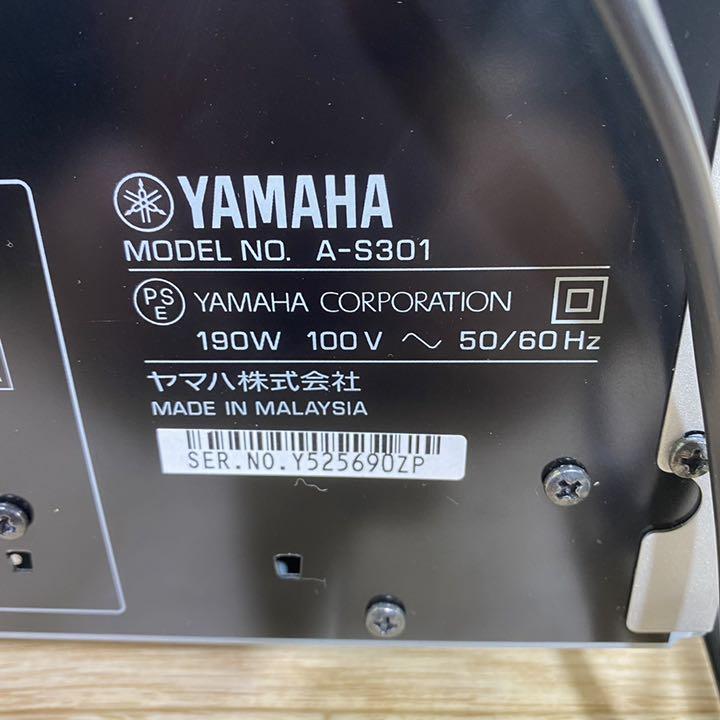 YAMAHA
MODEL NO. A-S301
PS E YAMAHA CORPORATION
190W 100V ～ 50/60Hz
ヤマハ株式会社
MADE IN MALAYSIA
SER.NO.Y525690ZP